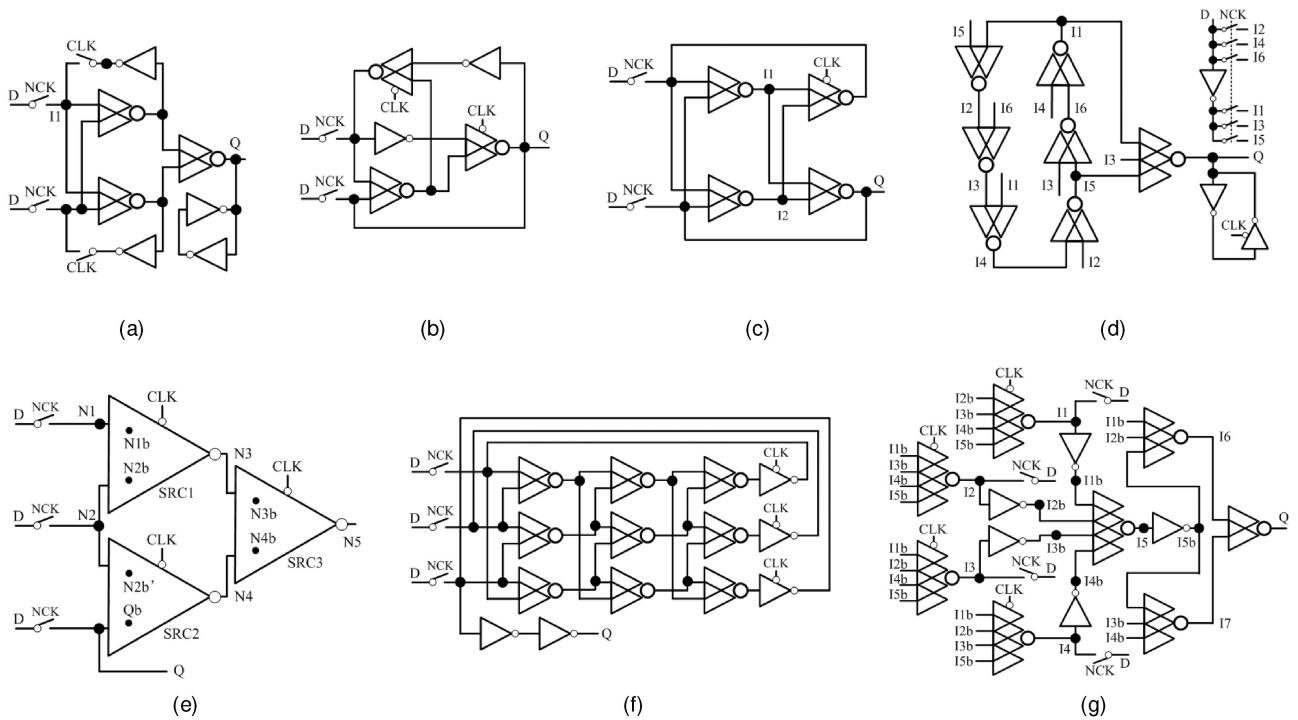 CLK
D NCK
I1
D NCK
CLK
Q
(a)
CLK
D NCK
D NCK
CLK
Q
(b)
D NCK
D NCK
I1
I2
CLK
Q
(c)
I5
I1
I2
I6
I4
I6
I3
I1
I3
I5
I4
I2
I3
D NCK
I2
I4
I6
I1
I3
I5
Q
CLK
(d)
D NCK N1
CLK
N1b
N2b
SRC1
N3
D NCK N2
CLK
N2b'
Qb
SRC2
N4
D NCK
Q
CLK
N3b
N4b
SRC3
N5
(e)
D NCK
D NCK
D NCK
CLK
CLK
CLK
Q
(f)
CLK
I2b
I3b
I4b
I5b
I1
NCK D
CLK
I1b
I3b
I4b
I5b
I2
NCK D
I1b
I2b
CLK
I1b
I2b
I4b
I5b
I3
I3b
NCK D
I4b
CLK
I1b
I2b
I3b
I5b
I4
NCK D
I5
I5b
I1b
I2b
I6
I3b
I4b
I7
Q
(g)